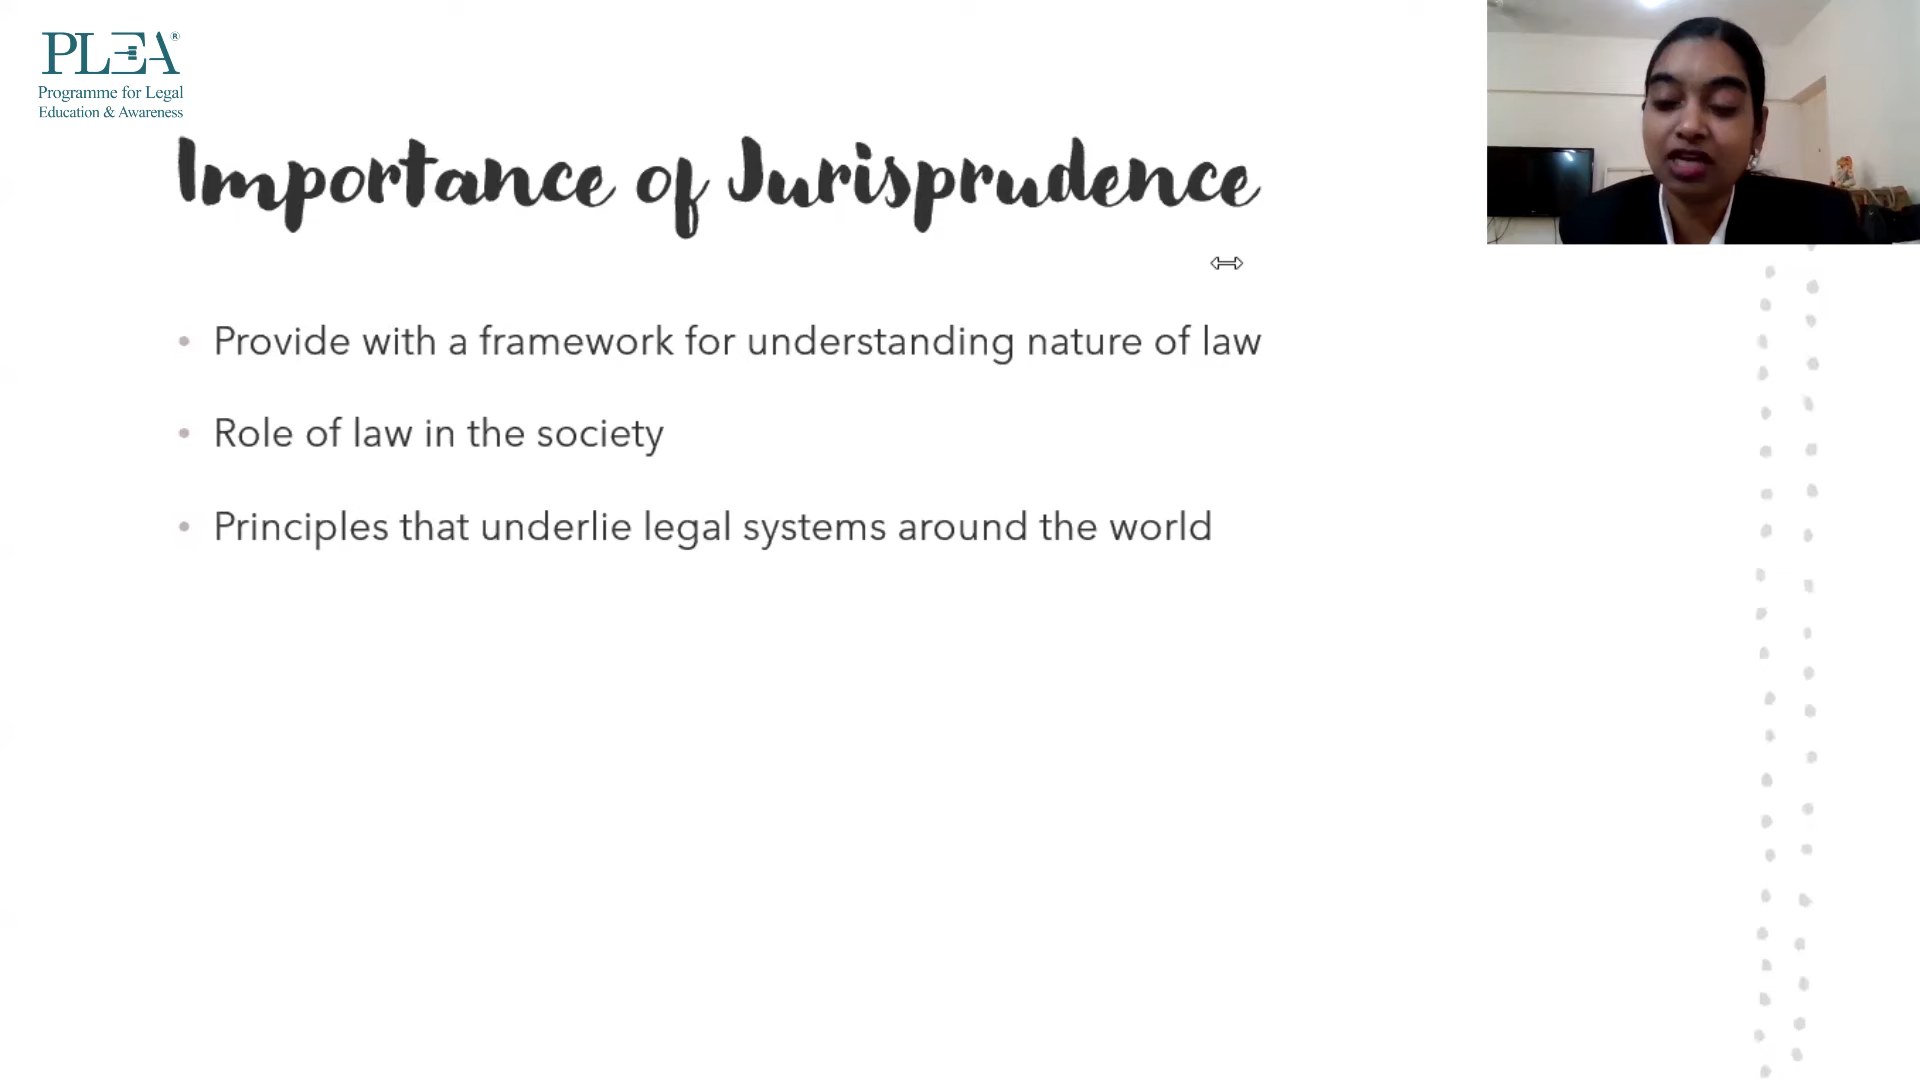 PLEA®
Programme for Legal
Education & Awareness
Importance of Jurisprudence
• Provide with a framework for understanding nature of law
• Role of law in the society
• Principles that underlie legal systems around the world